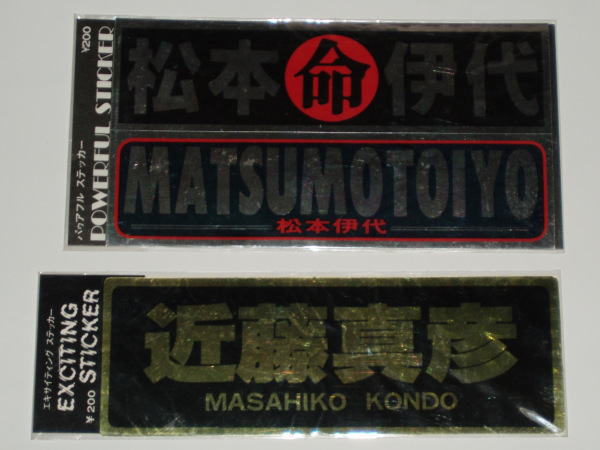 ¥200
パゥアフル ステッカー
POWERFUL STICKER
松本命伊代
MATSUMOTOIYO
松本伊代
エキサイティング ステッカー
EXCITING STICKER
¥200
近藤真彦
MASAHIKO KONDO